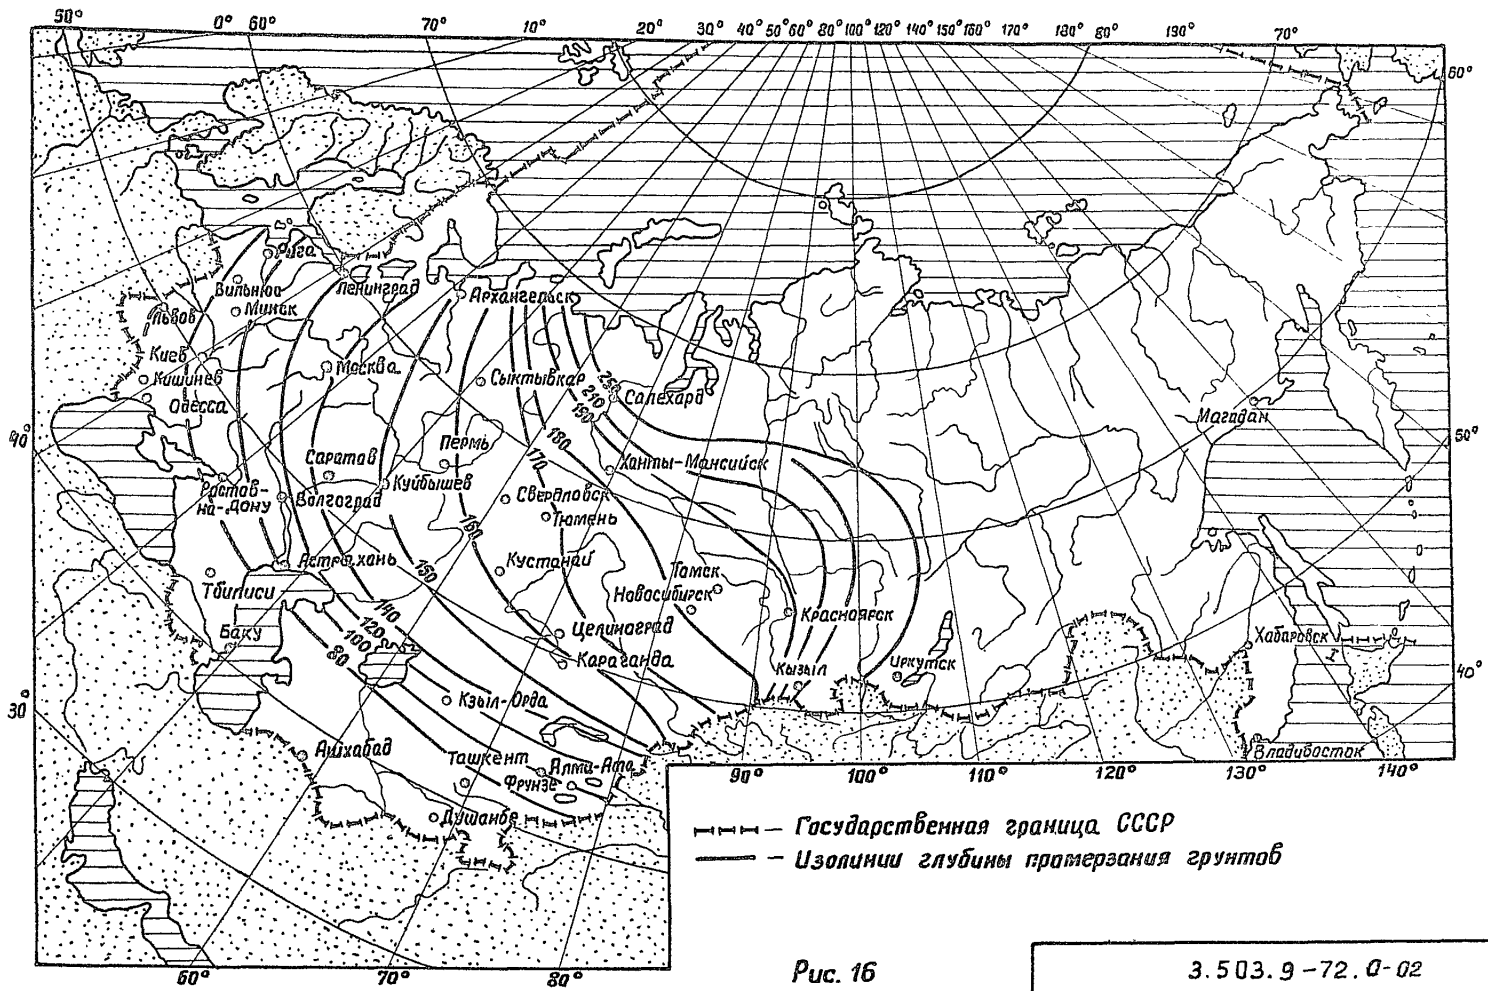 50° 0° 60° 70° 10° 20° 30° 40° 50° 60° 80° 100° 120° 140° 150° 160° 170° 180° 80° 190° 70°
60°
Рига
Вильнюс
Ленинград
Архангельск
Минск
Львов
Киев
Москва
Кишинев
Сыктывкар
250
Салехард
210
190
Одесса
Магадан
40°
50°
180
Пермь
Саратов
170
Ханты-Мансийск
Куйбышев
Ростов-
на-Дону
Волгоград
Свердловск
Тюмень
160
Астрахань
150
Кустанай
Томск
Тбилиси
Новосибирск
140
Красноярск
120
Целиноград
Баку
100
Хабаровск
80
Караганда
Кызыл
Иркутск
40°
30°
Кзыл-Орда
Ашхабад
Ташкент
Алма-Ата
Владивосток
Фрунзе
90° 100° 110° 120° 130° 140°
Душанбе
– Государственная граница СССР
– Изолинии глубины промерзания грунтов
60° 70° 80°
Рис. 16
3.503.9-72.0-02